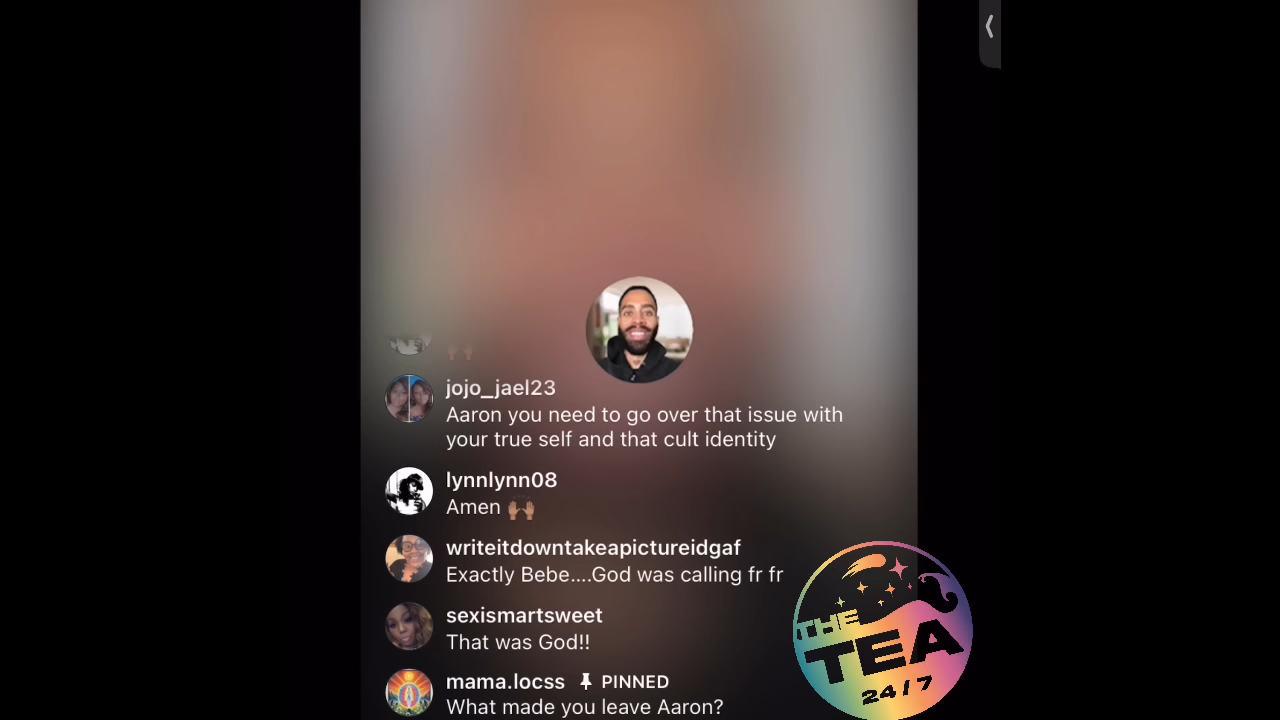 jojo_jael23
Aaron you need to go over that issue with
your true self and that cult identity
lynnlynn08
Amen 🙌🏽
writeitdowntakeapictureidgaf
Exactly Bebe....God was calling fr fr
sexismartsweet
That was God!!
mama.locss PINNED
What made you leave Aaron?
THE
TEA
24/7